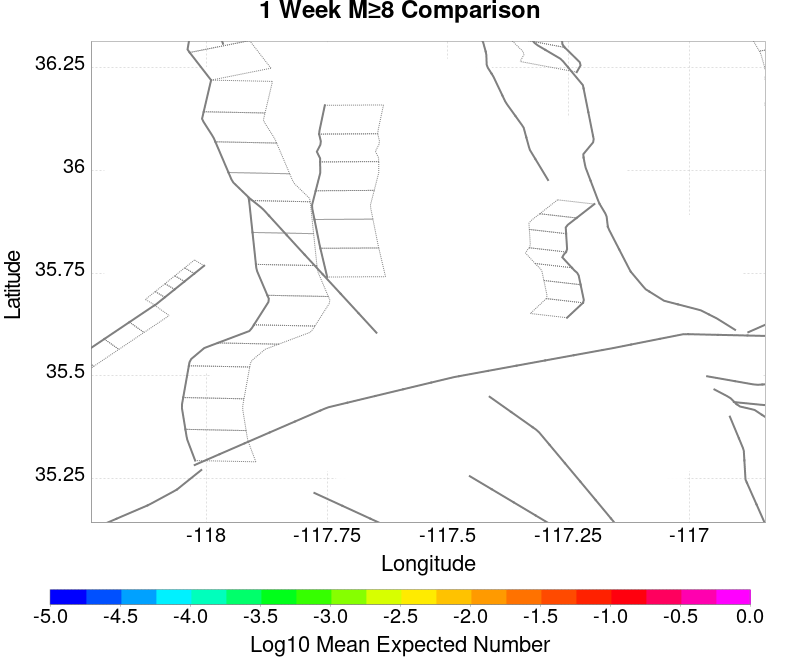 1 Week M≥8 Comparison
36.25
36
35.75
35.5
35.25
Latitude
-118 -117.75 -117.5 -117.25 -117
Longitude
-5.0 -4.5 -4.0 -3.5 -3.0 -2.5 -2.0 -1.5 -1.0 -0.5 0.0
Log10 Mean Expected Number